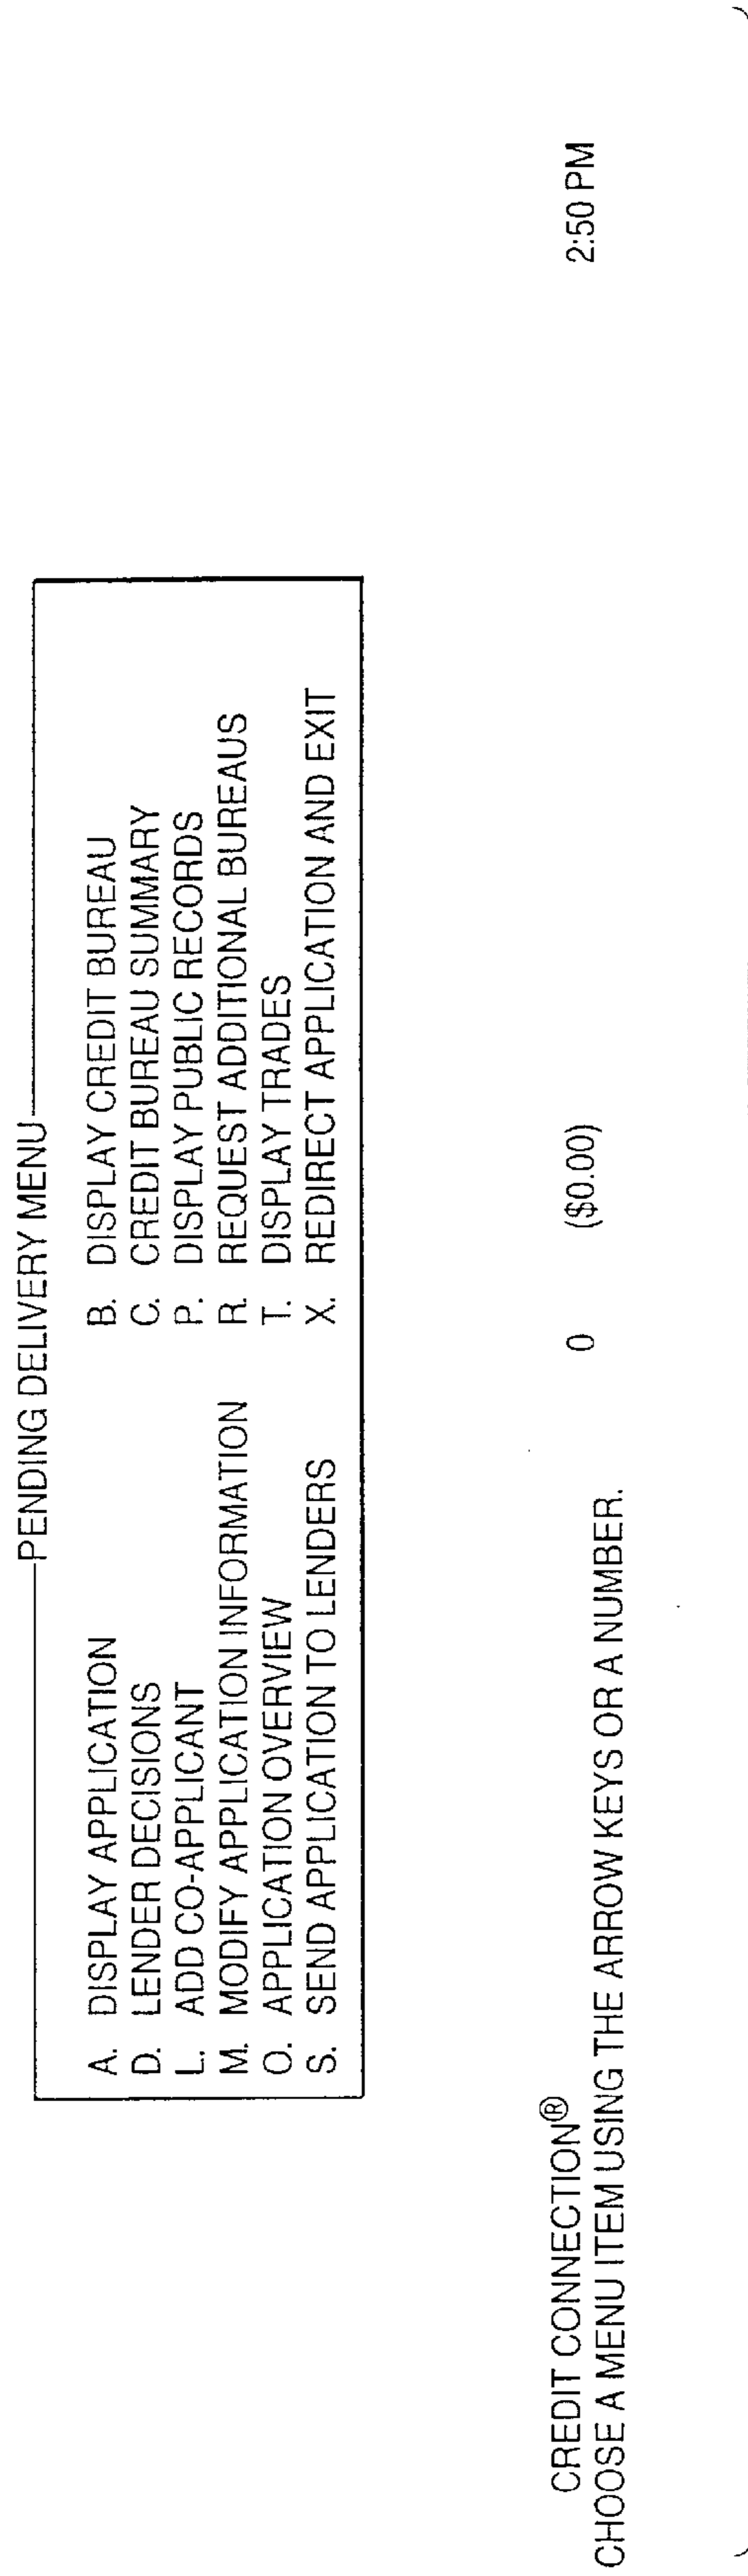 PENDING DELIVERY MENU
A. DISPLAY APPLICATION B. DISPLAY CREDIT BUREAU
D. LENDER DECISIONS C. CREDIT BUREAU SUMMARY
L. ADD CO-APPLICANT P. DISPLAY PUBLIC RECORDS
M. MODIFY APPLICATION INFORMATION R. REQUEST ADDITIONAL BUREAUS
O. APPLICATION OVERVIEW T. DISPLAY TRADES
S. SEND APPLICATION TO LENDERS X. REDIRECT APPLICATION AND EXIT
CREDIT CONNECTION® 0 ($0.00) 2:50 PM
CHOOSE A MENU ITEM USING THE ARROW KEYS OR A NUMBER.